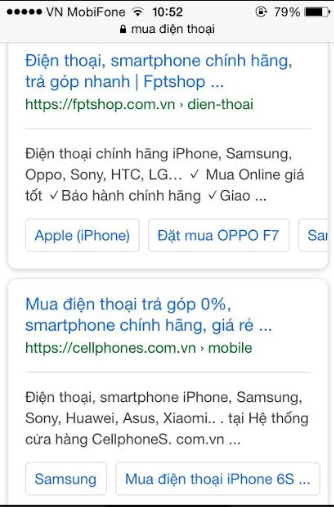 VN MobiFone 10:52 79%
mua điện thoại
Điện thoại, smartphone chính hãng,
trả góp nhanh | Fptshop ...
https://fptshop.com.vn › dien-thoai
Điện thoại chính hãng iPhone, Samsung,
Oppo, Sony, HTC, LG... ✓ Mua Online giá
tốt ✓ Bảo hành chính hãng ✓ Giao ...
Apple (iPhone) Đặt mua OPPO F7 Sar
Mua điện thoại trả góp 0%,
smartphone chính hãng, giá rẻ ...
https://cellphones.com.vn › mobile
Điện thoại, smartphone iPhone, Samsung,
Sony, Huawei, Asus, Xiaomi.. . tại Hệ thống
cửa hàng CellphoneS. com.vn ...
Samsung Mua điện thoại iPhone 6S ...